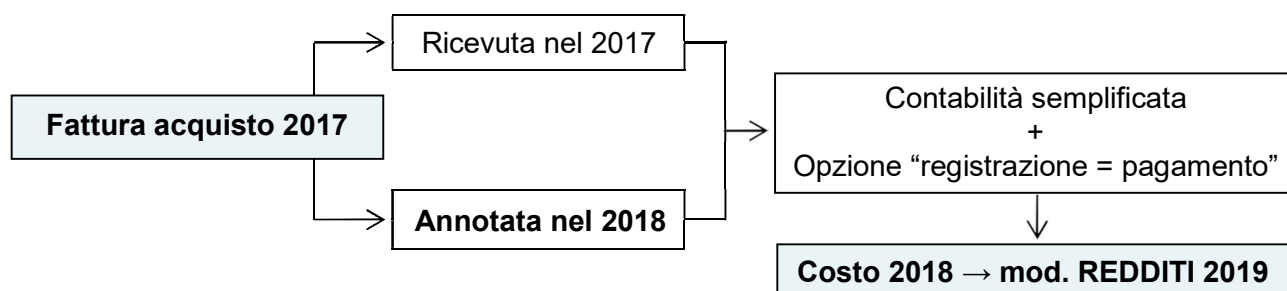 Fattura acquisto 2017
Ricevuta nel 2017
Annotata nel 2018
Contabilità semplificata
+
Opzione “registrazione = pagamento”
Costo 2018 → mod. REDDITI 2019